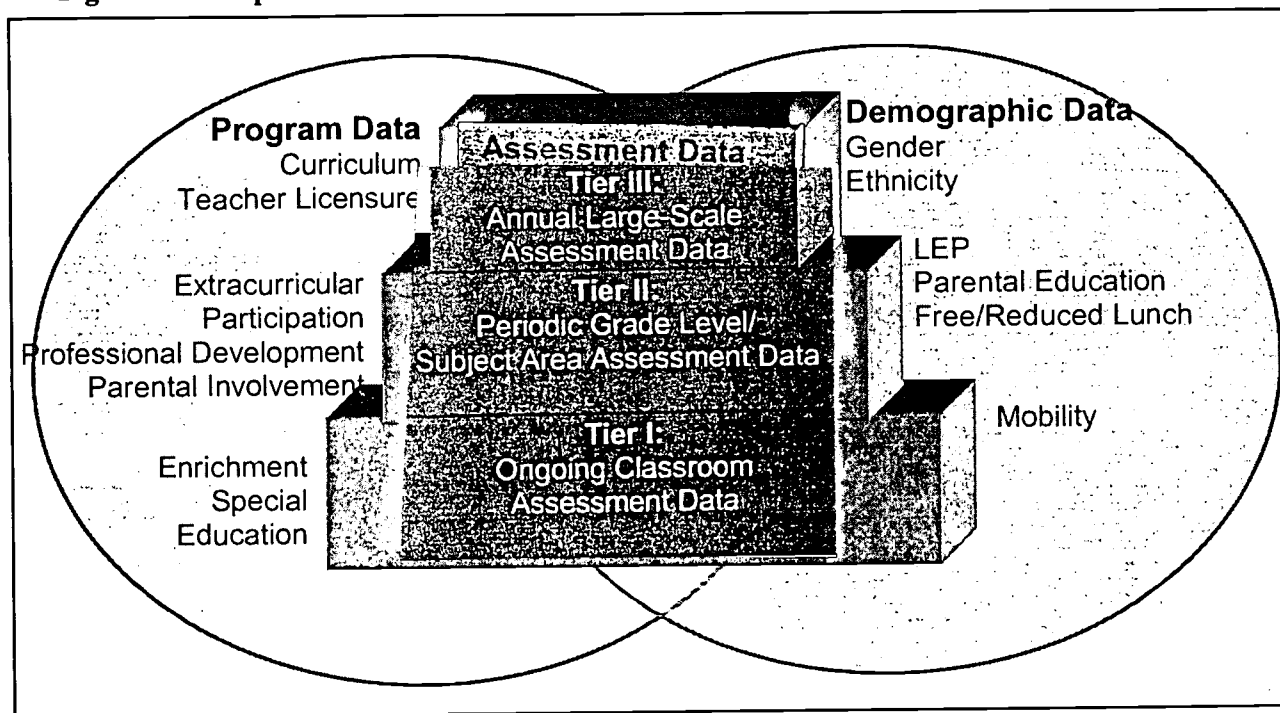 Program Data
Curriculum
Teacher Licensure
Extracurricular
Participation
Professional Development
Parental Involvement
Enrichment
Special
Education
Assessment Data
Tier III:
Annual Large-Scale
Assessment Data
Tier II:
Periodic Grade Level/
Subject Area Assessment Data
Tier I:
Ongoing Classroom
Assessment Data
Demographic Data
Gender
Ethnicity
LEP
Parental Education
Free/Reduced Lunch
Mobility